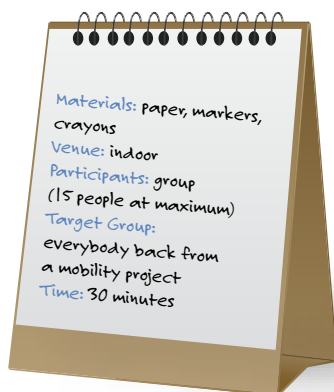 Materials: paper, markers,
crayons
Venue: indoor
Participants: group
(15 people at maximum)
Target Group:
everybody back from
a mobility project
Time: 30 minutes